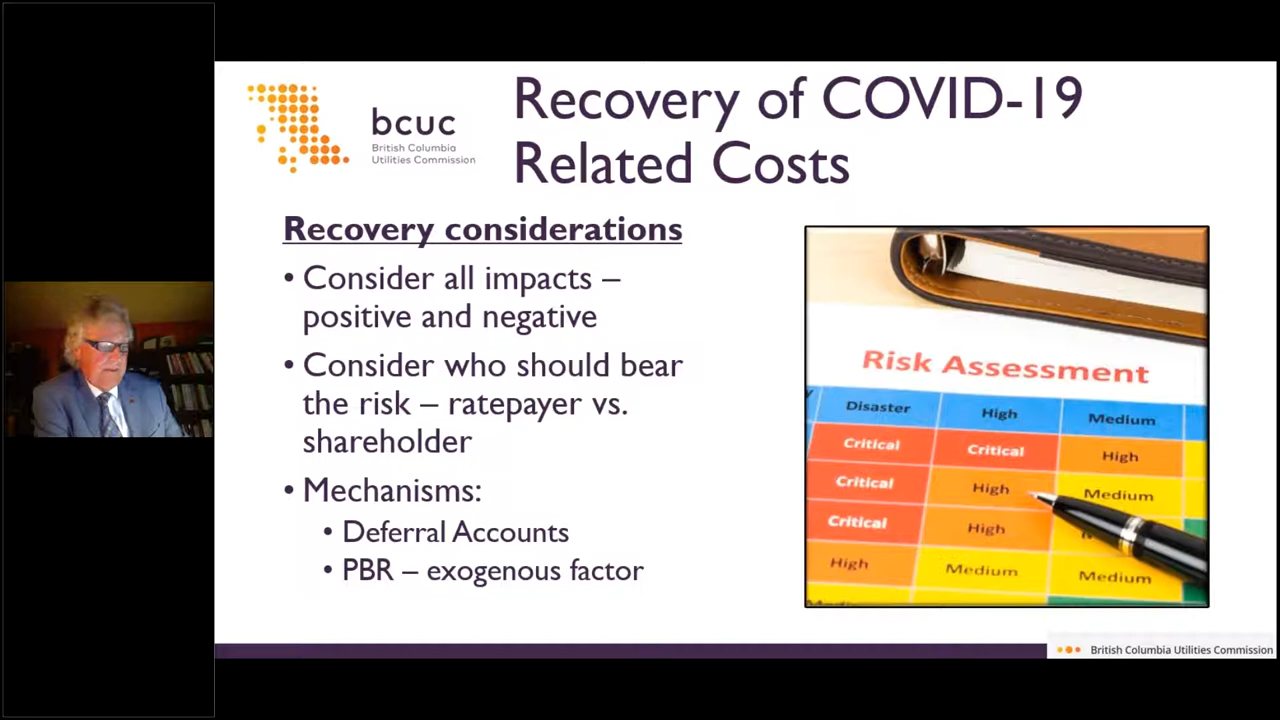 bcuc
British Columbia
Utilities Commission
Recovery of COVID-19
Related Costs
Recovery considerations
• Consider all impacts –
positive and negative
• Consider who should bear
the risk – ratepayer vs.
shareholder
• Mechanisms:
• Deferral Accounts
• PBR – exogenous factor
Risk Assessment
Disaster High Medium
Critical Critical High
Critical High Medium
Critical High
High Medium Medium
Medium
British Columbia Utilities Commission